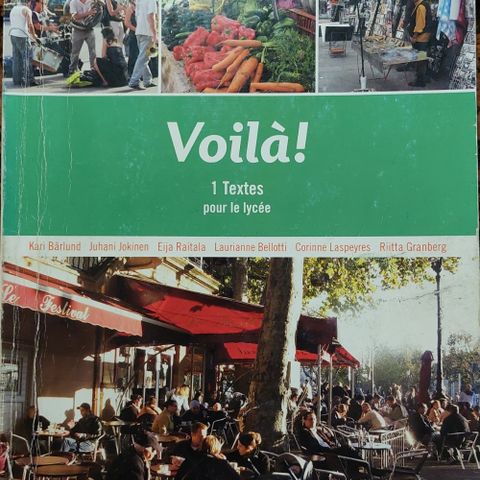 Voilà!
1 Textes
pour le lycée
Kari Bärlund Juhani Jokinen Eija Raitala Laurianne Bellotti Corinne Laspeyres Riitta Granberg
Le Festival